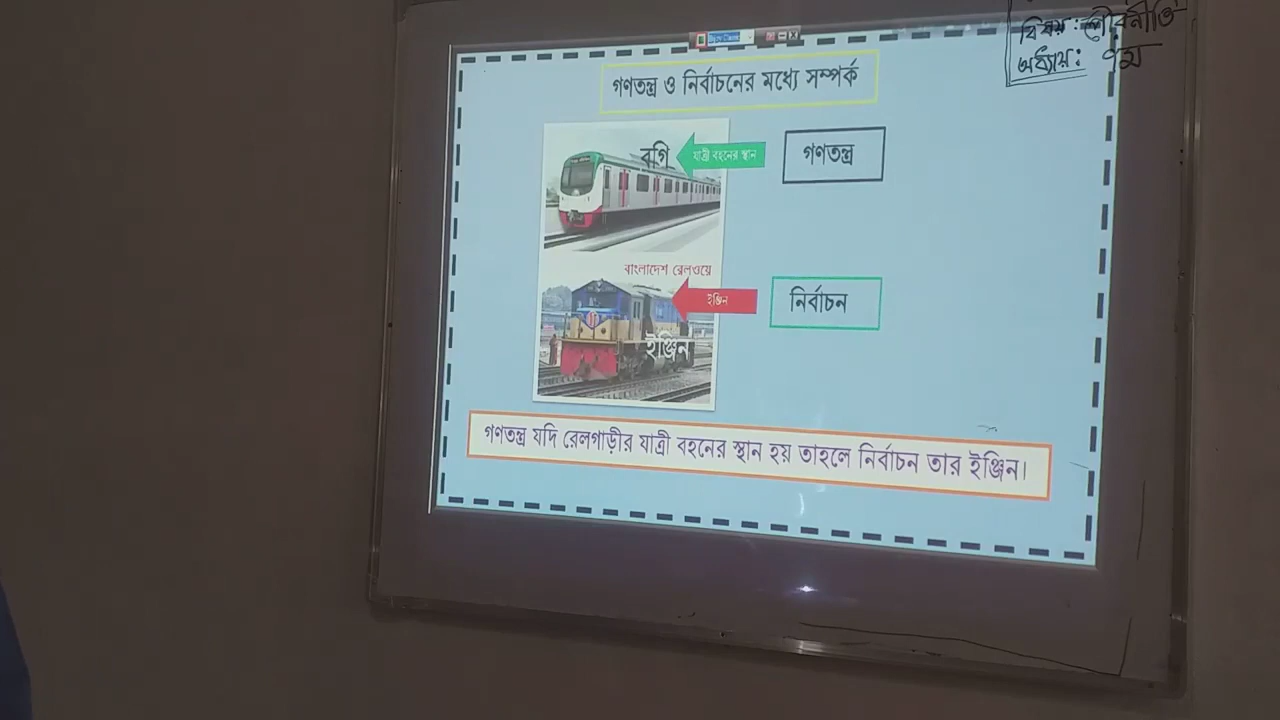 বিষয়: পৌরনীতি
অধ্যায়: ৭ম
গণতন্ত্র ও নির্বাচনের মধ্যে সম্পর্ক
বগি
যাত্রী বহনের স্থান
গণতন্ত্র
বাংলাদেশ রেলওয়ে
ইঞ্জিন
নির্বাচন
ইঞ্জিন
গণতন্ত্র যদি রেলগাড়ীর যাত্রী বহনের স্থান হয় তাহলে নির্বাচন তার ইঞ্জিন।